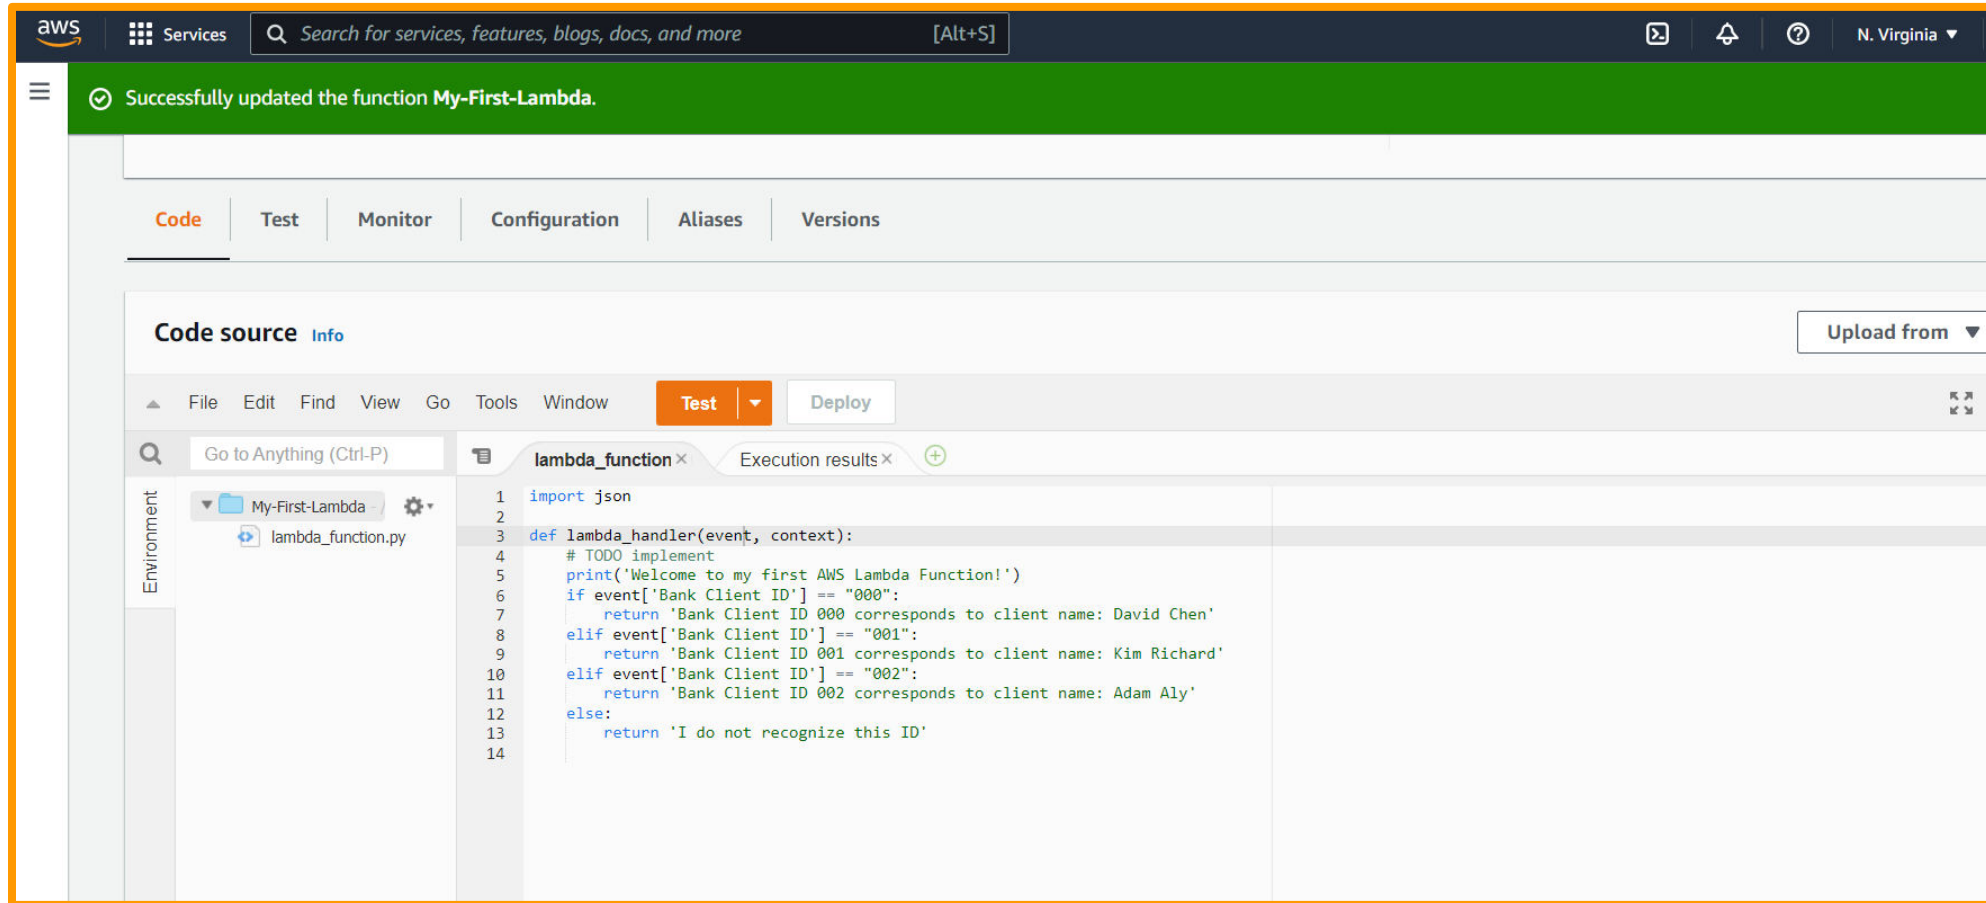 aws
Services
Search for services, features, blogs, docs, and more [Alt+S]
N. Virginia ▼
Successfully updated the function My-First-Lambda.
Code Test Monitor Configuration Aliases Versions
Code source Info
Upload from ▼
File Edit Find View Go Tools Window Test Deploy
Go to Anything (Ctrl-P)
lambda_function × Execution results ×
Environment
My-First-Lambda - /
lambda_function.py
1 import json
2
3 def lambda_handler(event, context):
4     # TODO implement
5     print('Welcome to my first AWS Lambda Function!')
6     if event['Bank Client ID'] == "000":
7         return 'Bank Client ID 000 corresponds to client name: David Chen'
8     elif event['Bank Client ID'] == "001":
9         return 'Bank Client ID 001 corresponds to client name: Kim Richard'
10     elif event['Bank Client ID'] == "002":
11         return 'Bank Client ID 002 corresponds to client name: Adam Aly'
12     else:
13         return 'I do not recognize this ID'
14